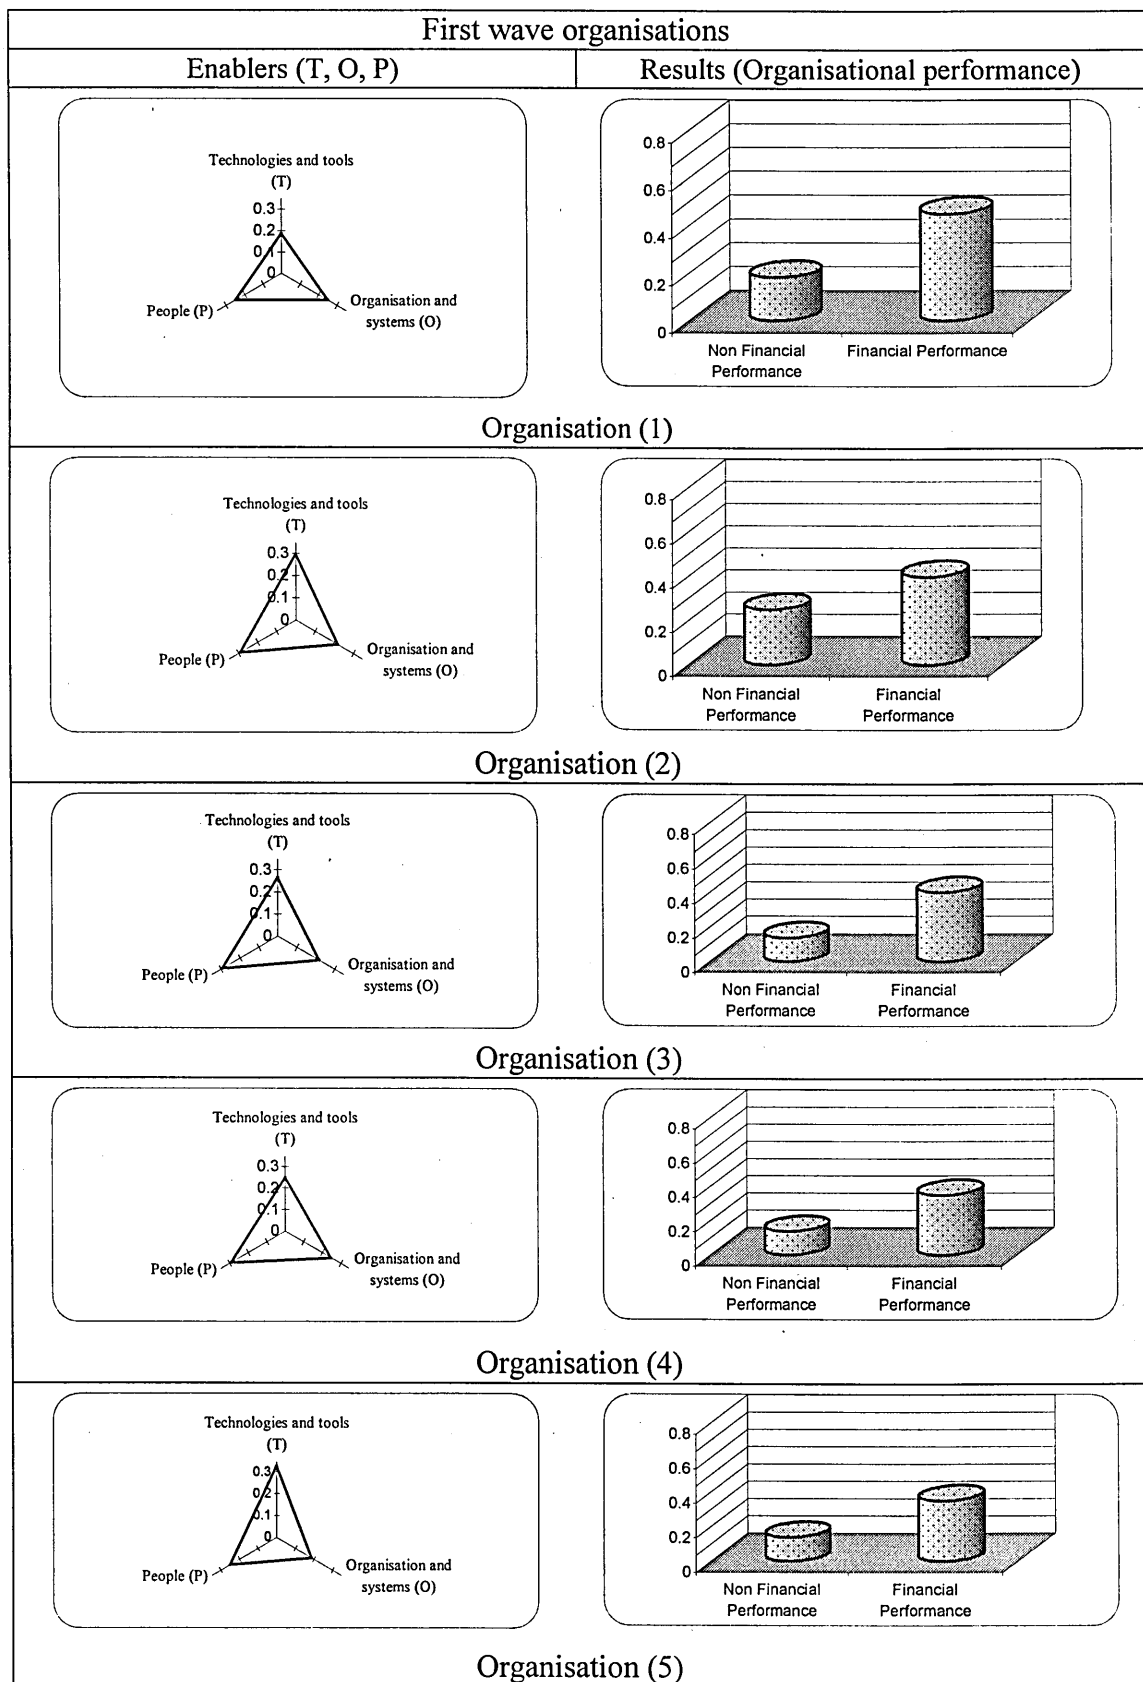 First wave organisations
Enablers (T, O, P)
Results (Organisational performance)
Technologies and tools
(T)
0.3
0.2
0.1
0
People (P)
Organisation and
systems (O)
0.8
0.6
0.4
0.2
0
Non Financial
Performance
Financial Performance
Organisation (1)
Technologies and tools
(T)
0.3
0.2
0.1
0
People (P)
Organisation and
systems (O)
0.8
0.6
0.4
0.2
0
Non Financial
Performance
Financial
Performance
Organisation (2)
Technologies and tools
(T)
0.3
0.2
0.1
0
People (P)
Organisation and
systems (O)
0.8
0.6
0.4
0.2
0
Non Financial
Performance
Financial
Performance
Organisation (3)
Technologies and tools
(T)
0.3
0.2
0.1
0
People (P)
Organisation and
systems (O)
0.8
0.6
0.4
0.2
0
Non Financial
Performance
Financial
Performance
Organisation (4)
Technologies and tools
(T)
0.3
0.2
0.1
0
People (P)
Organisation and
systems (O)
0.8
0.6
0.4
0.2
0
Non Financial
Performance
Financial
Performance
Organisation (5)